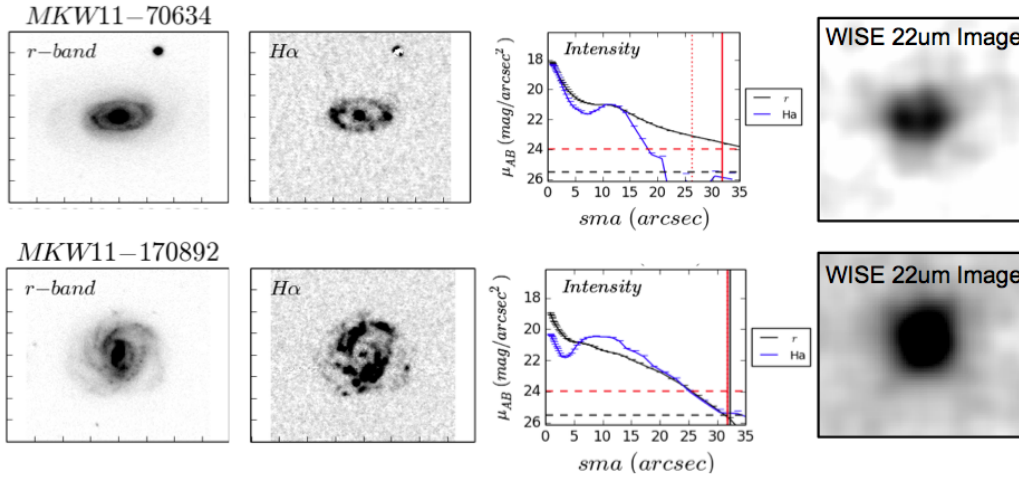 MKW11−70634
r−band
Hα
Intensity
WISE 22um Image
18
20
22
24
26
μAB (mag/arcsec²)
r
Ha
0 5 10 15 20 25 30 35
sma (arcsec)
MKW11−170892
r−band
Hα
Intensity
WISE 22um Image
18
20
22
24
26
μAB (mag/arcsec²)
r
Ha
0 5 10 15 20 25 30 35
sma (arcsec)